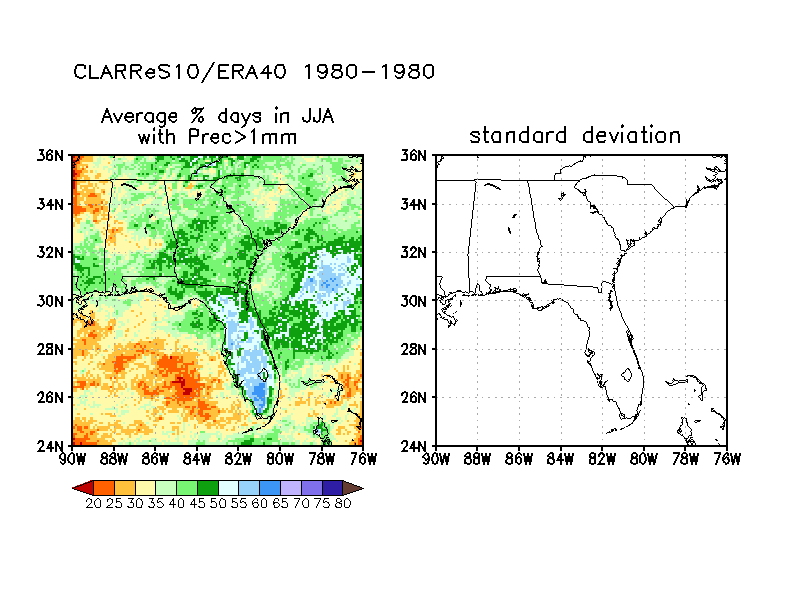 CLARReS10/ERA40 1980-1980
Average % days in JJA
with Prec>1mm
standard deviation
36N
34N
32N
30N
28N
26N
24N
90W 88W 86W 84W 82W 80W 78W 76W
36N
34N
32N
30N
28N
26N
24N
90W 88W 86W 84W 82W 80W 78W 76W
20 25 30 35 40 45 50 55 60 65 70 75 80